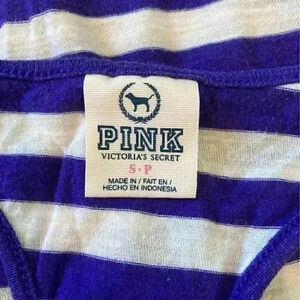 PINK
VICTORIA'S SECRET
S·P
MADE IN / FAIT EN /
HECHO EN INDONESIA